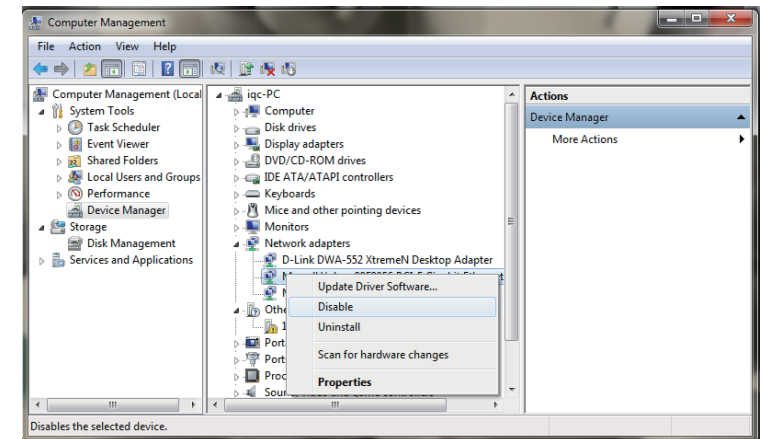 Computer Management
File Action View Help
Computer Management (Local
System Tools
Task Scheduler
Event Viewer
Shared Folders
Local Users and Groups
Performance
Device Manager
Storage
Disk Management
Services and Applications
iqc-PC
Computer
Disk drives
Display adapters
DVD/CD-ROM drives
IDE ATA/ATAPI controllers
Keyboards
Mice and other pointing devices
Monitors
Network adapters
D-Link DWA-552 XtremeN Desktop Adapter
Othe
Port
Port
Proc
Update Driver Software...
Disable
Uninstall
Scan for hardware changes
Properties
Actions
Device Manager
More Actions
Disables the selected device.